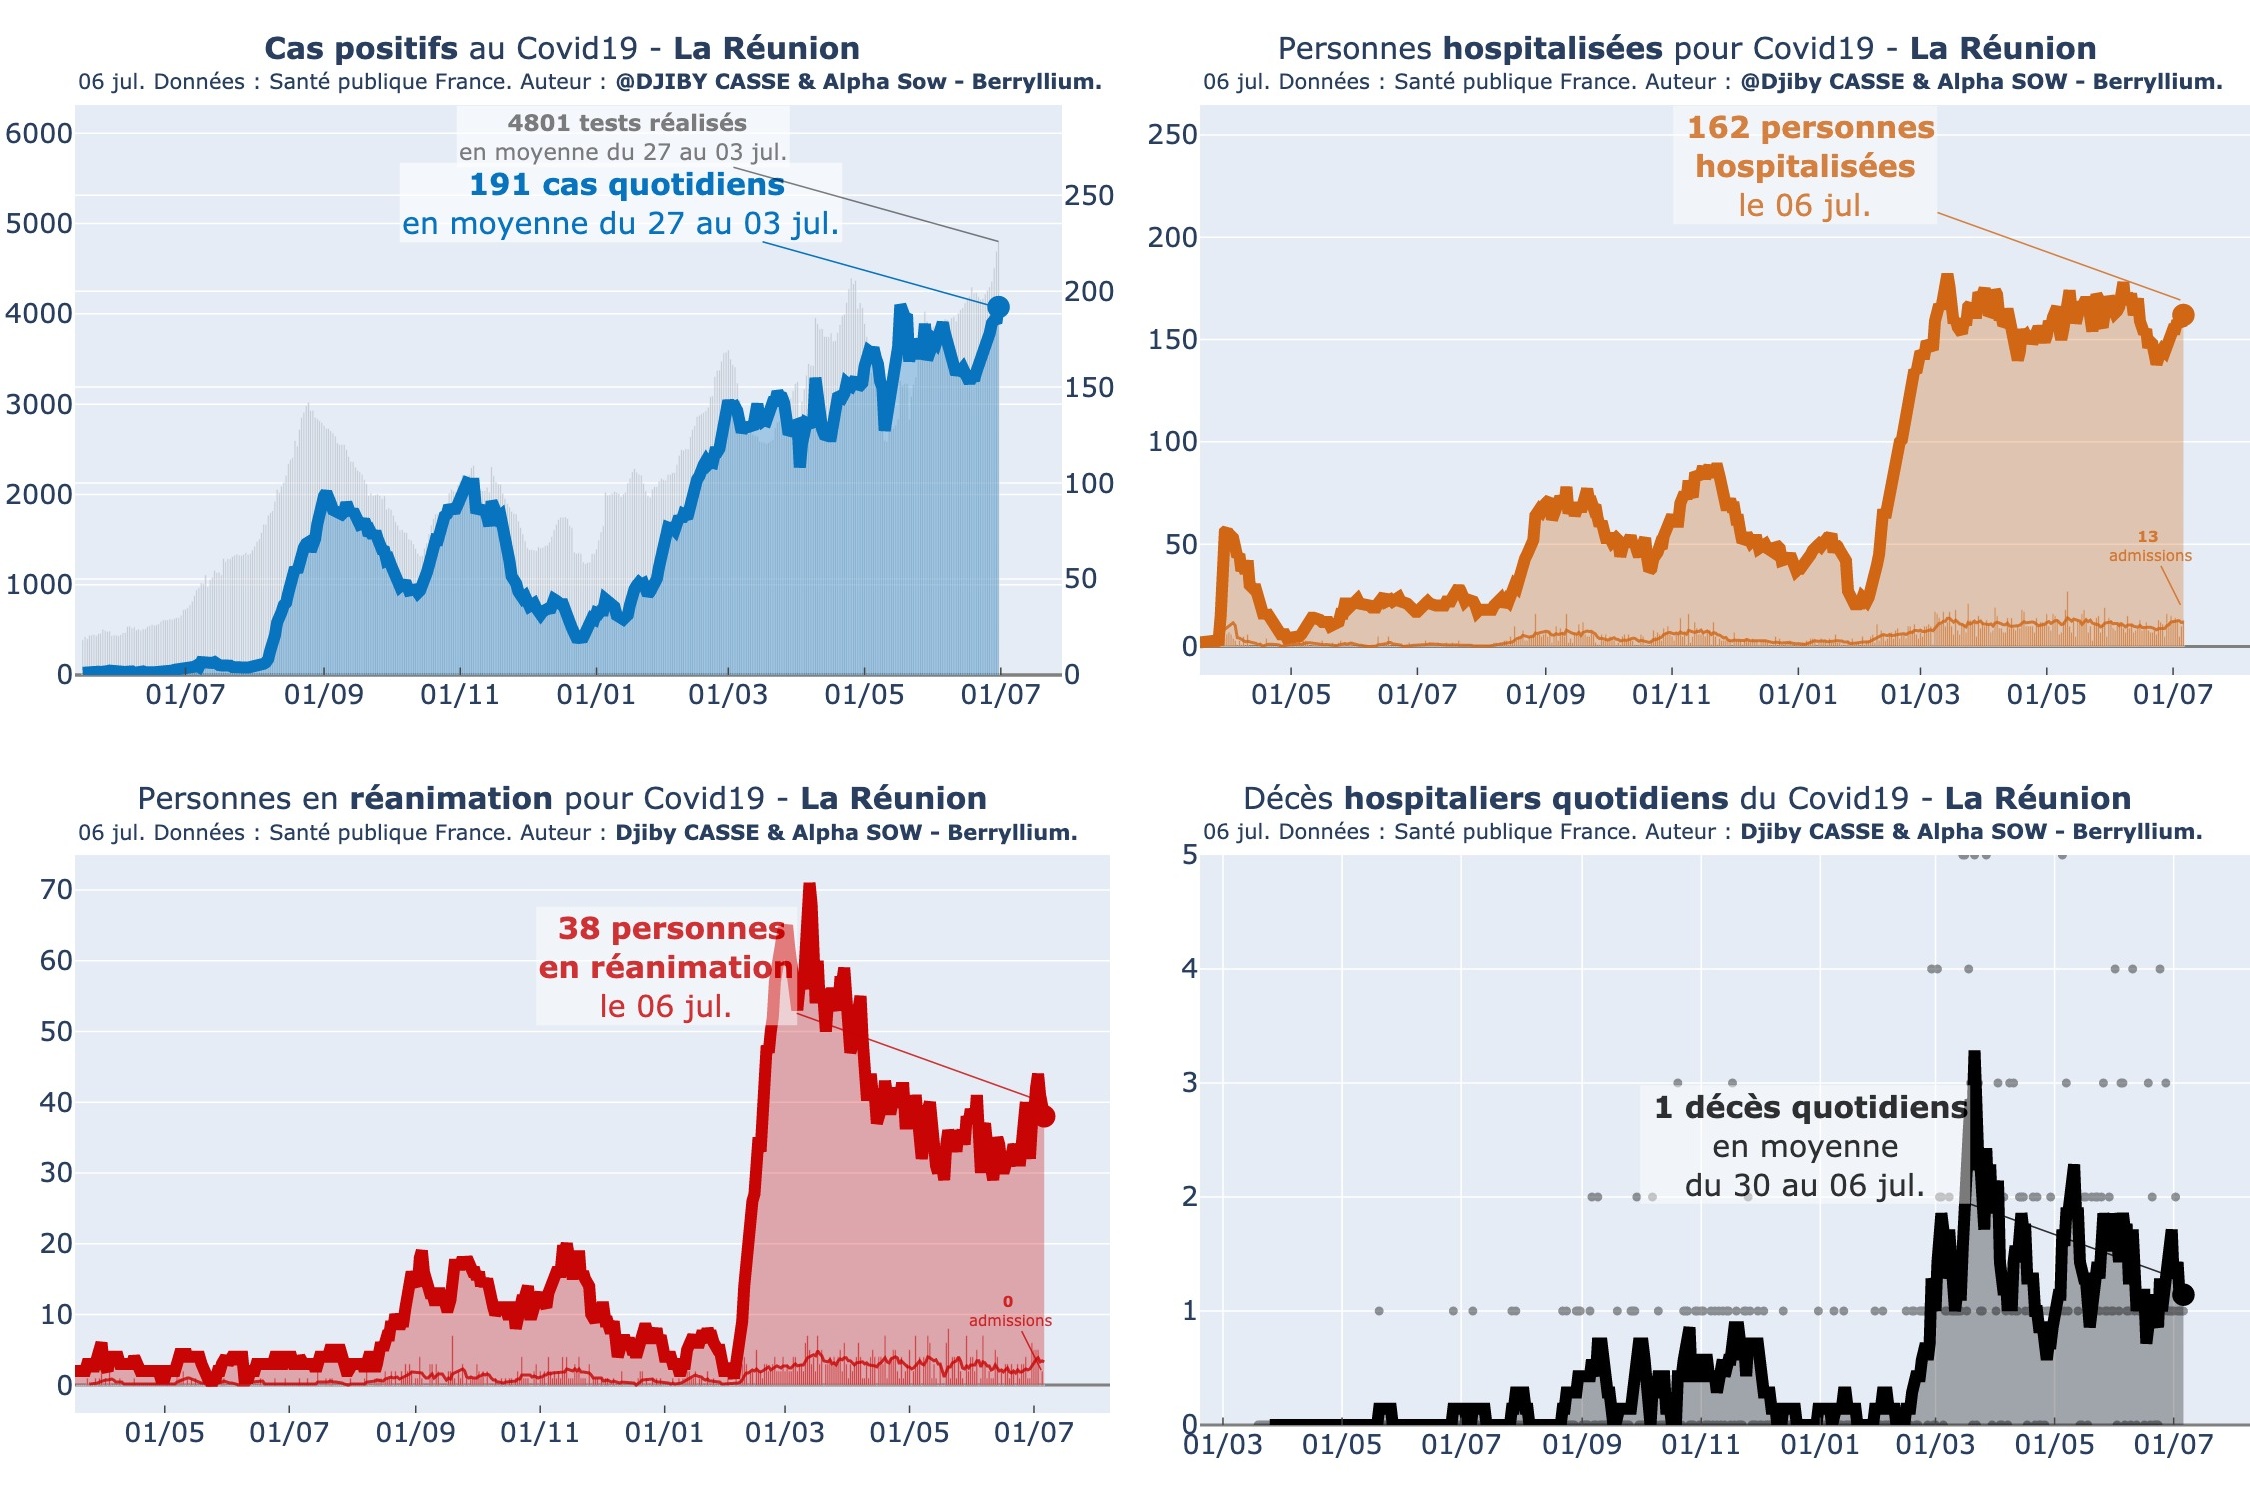 Cas positifs au Covid19 - La Réunion
06 jul. Données : Santé publique France. Auteur : @DJIBY CASSE & Alpha Sow - Berryllium.
4801 tests réalisés
en moyenne du 27 au 03 jul.
191 cas quotidiens
en moyenne du 27 au 03 jul.
6000
5000
4000
3000
2000
1000
0
250
200
150
100
50
0
01/07 01/09 01/11 01/01 01/03 01/05 01/07
Personnes hospitalisées pour Covid19 - La Réunion
06 jul. Données : Santé publique France. Auteur : @Djiby CASSE & Alpha SOW - Berryllium.
162 personnes
hospitalisées
le 06 jul.
13
admissions
250
200
150
100
50
0
01/05 01/07 01/09 01/11 01/01 01/03 01/05 01/07
Personnes en réanimation pour Covid19 - La Réunion
06 jul. Données : Santé publique France. Auteur : Djiby CASSE & Alpha SOW - Berryllium.
38 personnes
en réanimation
le 06 jul.
0
admissions
70
60
50
40
30
20
10
0
01/05 01/07 01/09 01/11 01/01 01/03 01/05 01/07
Décès hospitaliers quotidiens du Covid19 - La Réunion
06 jul. Données : Santé publique France. Auteur : Djiby CASSE & Alpha SOW - Berryllium.
1 décès quotidiens
en moyenne
du 30 au 06 jul.
5
4
3
2
1
0
01/03 01/05 01/07 01/09 01/11 01/01 01/03 01/05 01/07